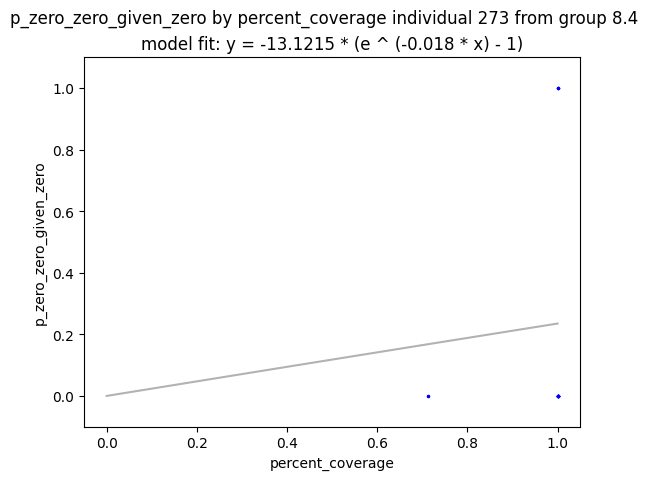 p_zero_zero_given_zero by percent_coverage individual 273 from group 8.4
model fit: y = -13.1215 * (e ^ (-0.018 * x) - 1)
1.0
0.8
0.6
0.4
0.2
0.0
p_zero_zero_given_zero
0.0 0.2 0.4 0.6 0.8 1.0
percent_coverage